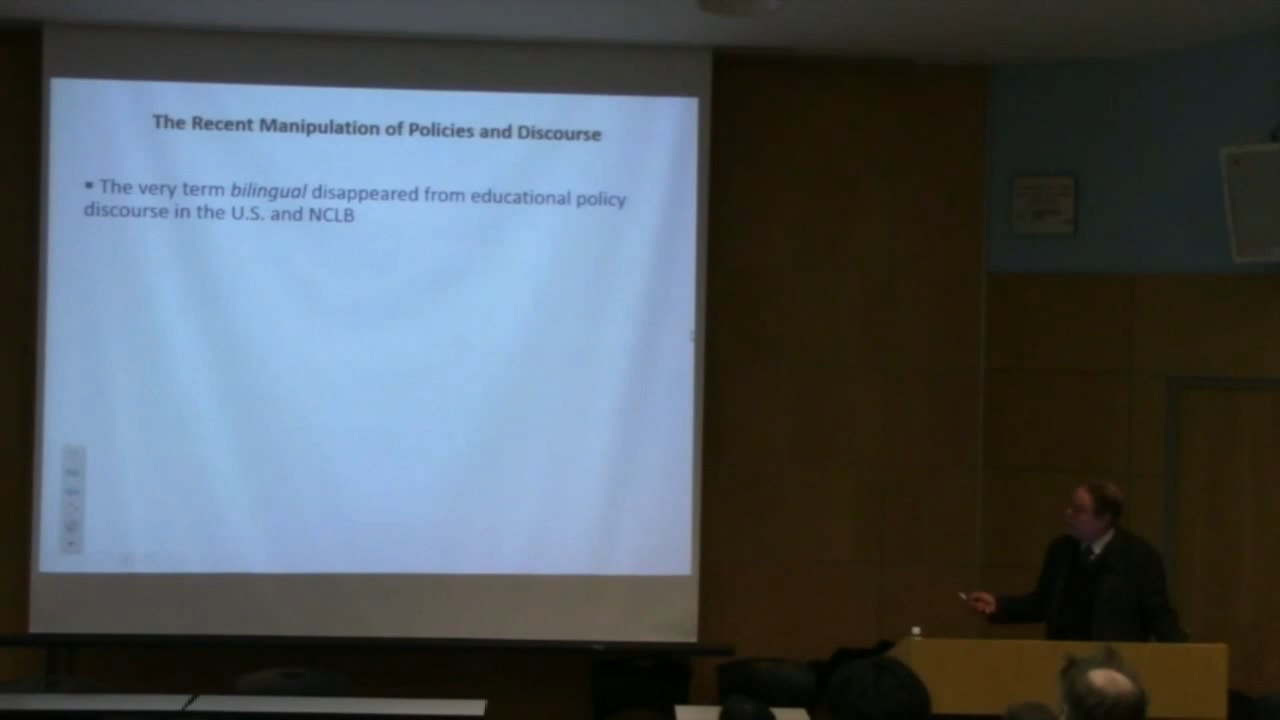 The Recent Manipulation of Policies and Discourse
▪ The very term bilingual disappeared from educational policy
discourse in the U.S. and NCLB